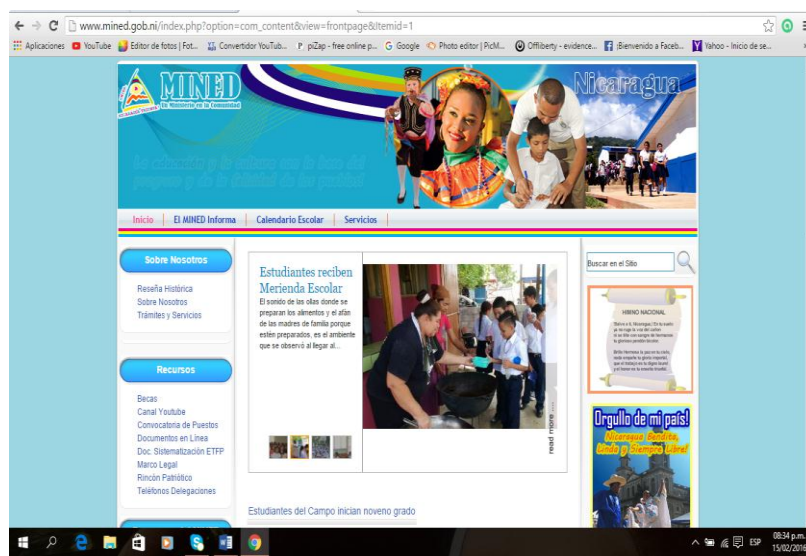 www.mined.gob.ni/index.php?option=com_content&view=frontpage&Itemid=1
Aplicaciones YouTube Editor de fotos | Fot... Convertidor YouTub... piZap - free online p... Google Photo editor | PicM... Offliberty - evidence... ¡Bienvenido a Faceb... Yahoo - Inicio de se...
MINED
Un Ministerio en la Comunidad
Nicaragua
Inicio El MINED Informa Calendario Escolar Servicios
Sobre Nosotros
Reseña Histórica
Sobre Nosotros
Trámites y Servicios
Recursos
Becas
Canal Youtube
Convocatoria de Puestos
Documentos en Línea
Doc. Sistematización ETFP
Marco Legal
Rincón Patriótico
Teléfonos Delegaciones
Estudiantes reciben
Merienda Escolar
El sonido de las ollas donde se
preparan los alimentos y el afán
de las madres de familia porque
estén preparados, es el ambiente
que se observó al llegar al...
read more ....
Estudiantes del Campo inician noveno grado
Buscar en el Sitio
HIMNO NACIONAL
Orgullo de mi país!
Nicaragua Bendita,
Linda y Siempre Libre!
ESP
08:34 p.m.
15/02/2016